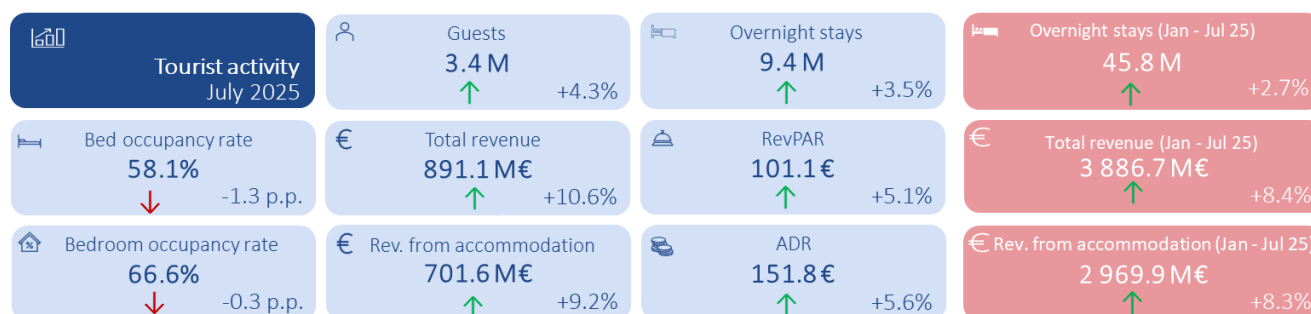 Tourist activity
July 2025
Guests
3.4 M
+4.3%
Overnight stays
9.4 M
+3.5%
Overnight stays (Jan - Jul 25)
45.8 M
+2.7%
Bed occupancy rate
58.1%
-1.3 p.p.
€ Total revenue
891.1 M€
+10.6%
RevPAR
101.1 €
+5.1%
€ Total revenue (Jan - Jul 25)
3 886.7 M€
+8.4%
%
Bedroom occupancy rate
66.6%
-0.3 p.p.
€ Rev. from accommodation
701.6 M€
+9.2%
ADR
151.8 €
+5.6%
€ Rev. from accommodation (Jan - Jul 25)
2 969.9 M€
+8.3%